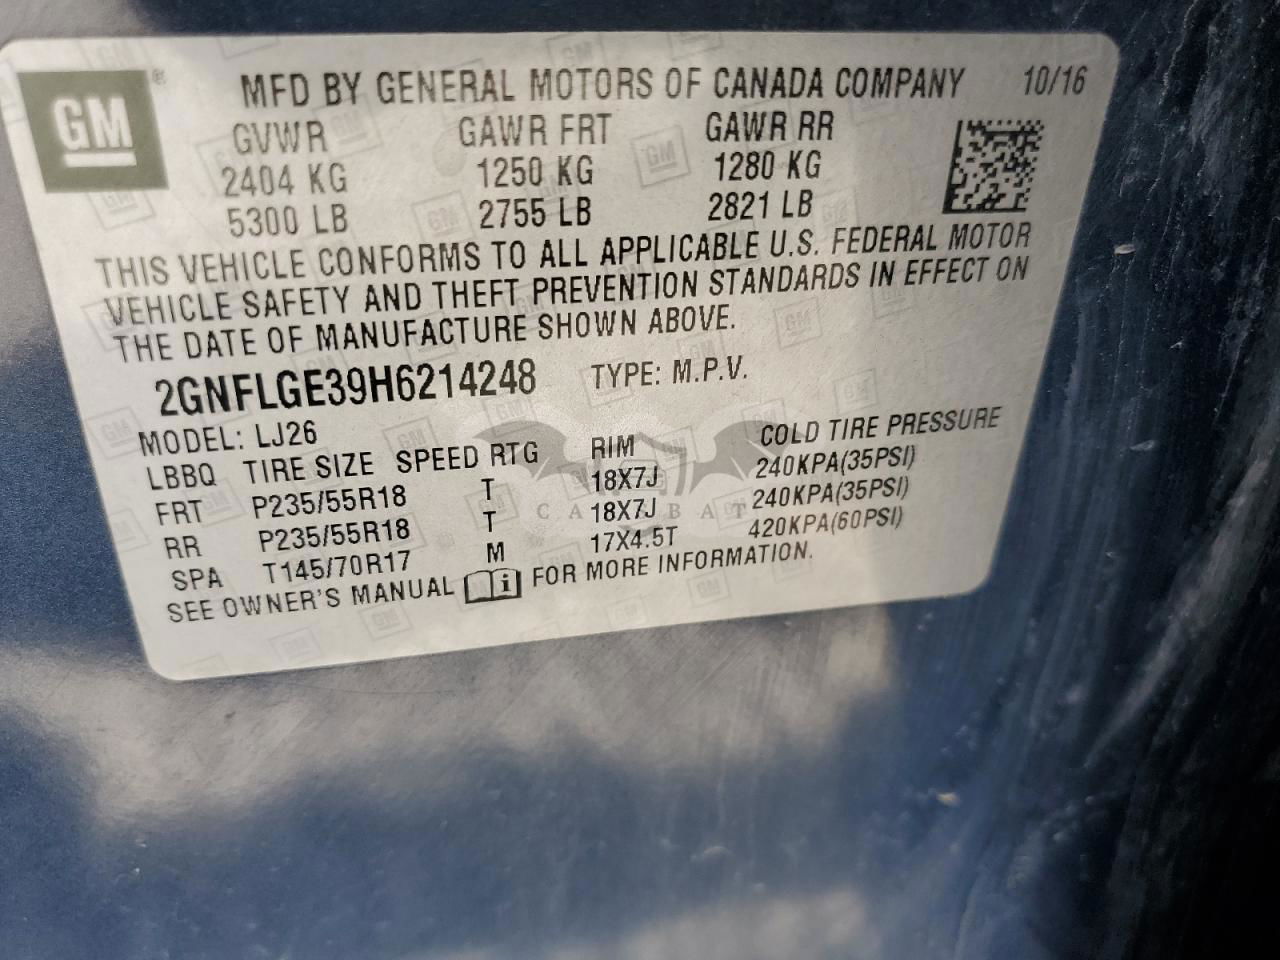 GM ® MFD BY GENERAL MOTORS OF CANADA COMPANY 10/16
GVWR GAWR FRT GAWR RR
2404 KG 1250 KG 1280 KG
5300 LB 2755 LB 2821 LB
THIS VEHICLE CONFORMS TO ALL APPLICABLE U.S. FEDERAL MOTOR
VEHICLE SAFETY AND THEFT PREVENTION STANDARDS IN EFFECT ON
THE DATE OF MANUFACTURE SHOWN ABOVE.
2GNFLGE39H6214248 TYPE: M.P.V.
MODEL: LJ26
LBBQ TIRE SIZE SPEED RTG RIM COLD TIRE PRESSURE
FRT P235/55R18 T 18X7J 240KPA(35PSI)
RR P235/55R18 T 18X7J 240KPA(35PSI)
SPA T145/70R17 M 17X4.5T 420KPA(60PSI)
SEE OWNER'S MANUAL FOR MORE INFORMATION.